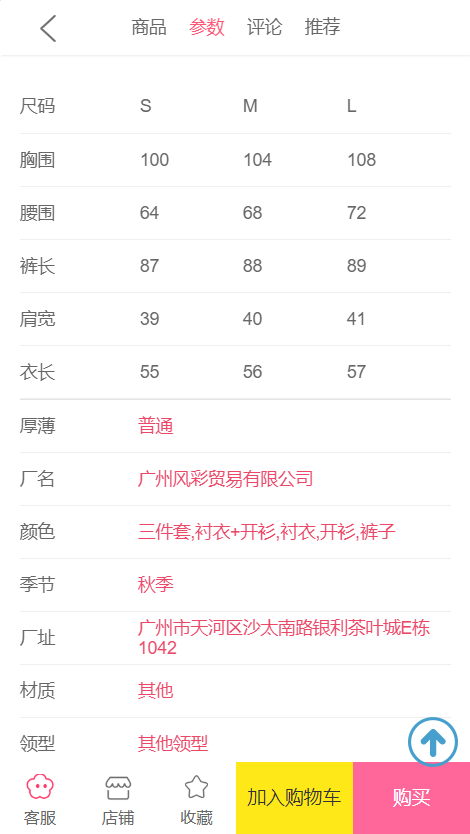 商品 参数 评论 推荐
尺码 S M L
胸围 100 104 108
腰围 64 68 72
裤长 87 88 89
肩宽 39 40 41
衣长 55 56 57
厚薄 普通
厂名 广州风彩贸易有限公司
颜色 三件套,衬衣+开衫,衬衣,开衫,裤子
季节 秋季
厂址 广州市天河区沙太南路银利茶叶城E栋
1042
材质 其他
领型 其他领型
客服 店铺 收藏 加入购物车 购买